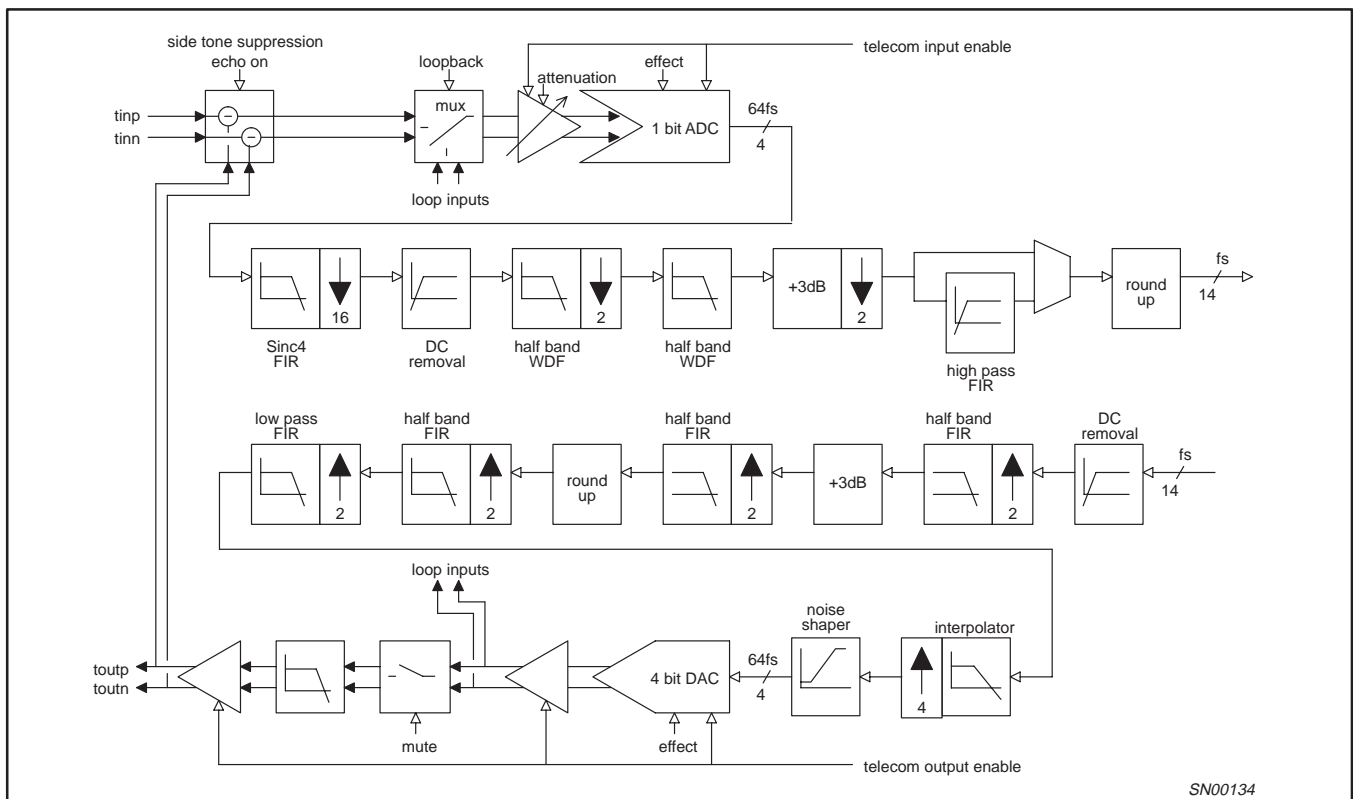 side tone suppression
echo on
loopback
effect
telecom input enable
attenuation
tinp
tinn
mux
1 bit ADC
64fs
4
loop inputs
16
Sinc4
FIR
DC
removal
2
half band
WDF
half band
WDF
+3dB
2
high pass
FIR
round
up
fs
14
low pass
FIR
2
half band
FIR
2
round
up
half band
FIR
2
+3dB
half band
FIR
2
DC
removal
fs
14
loop inputs
toutp
toutn
mute
4 bit DAC
effect
64fs
4
noise
shaper
interpolator
4
telecom output enable
SN00134